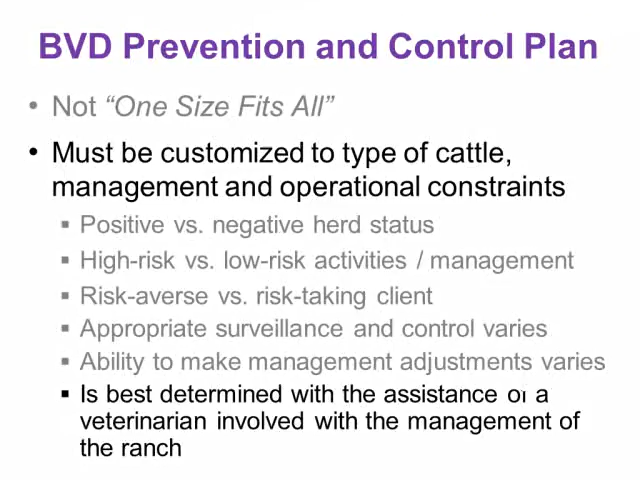 BVD Prevention and Control Plan
• Not “One Size Fits All”
• Must be customized to type of cattle,
management and operational constraints
▪ Positive vs. negative herd status
▪ High-risk vs. low-risk activities / management
▪ Risk-averse vs. risk-taking client
▪ Appropriate surveillance and control varies
▪ Ability to make management adjustments varies
▪ Is best determined with the assistance of a
veterinarian involved with the management of
the ranch